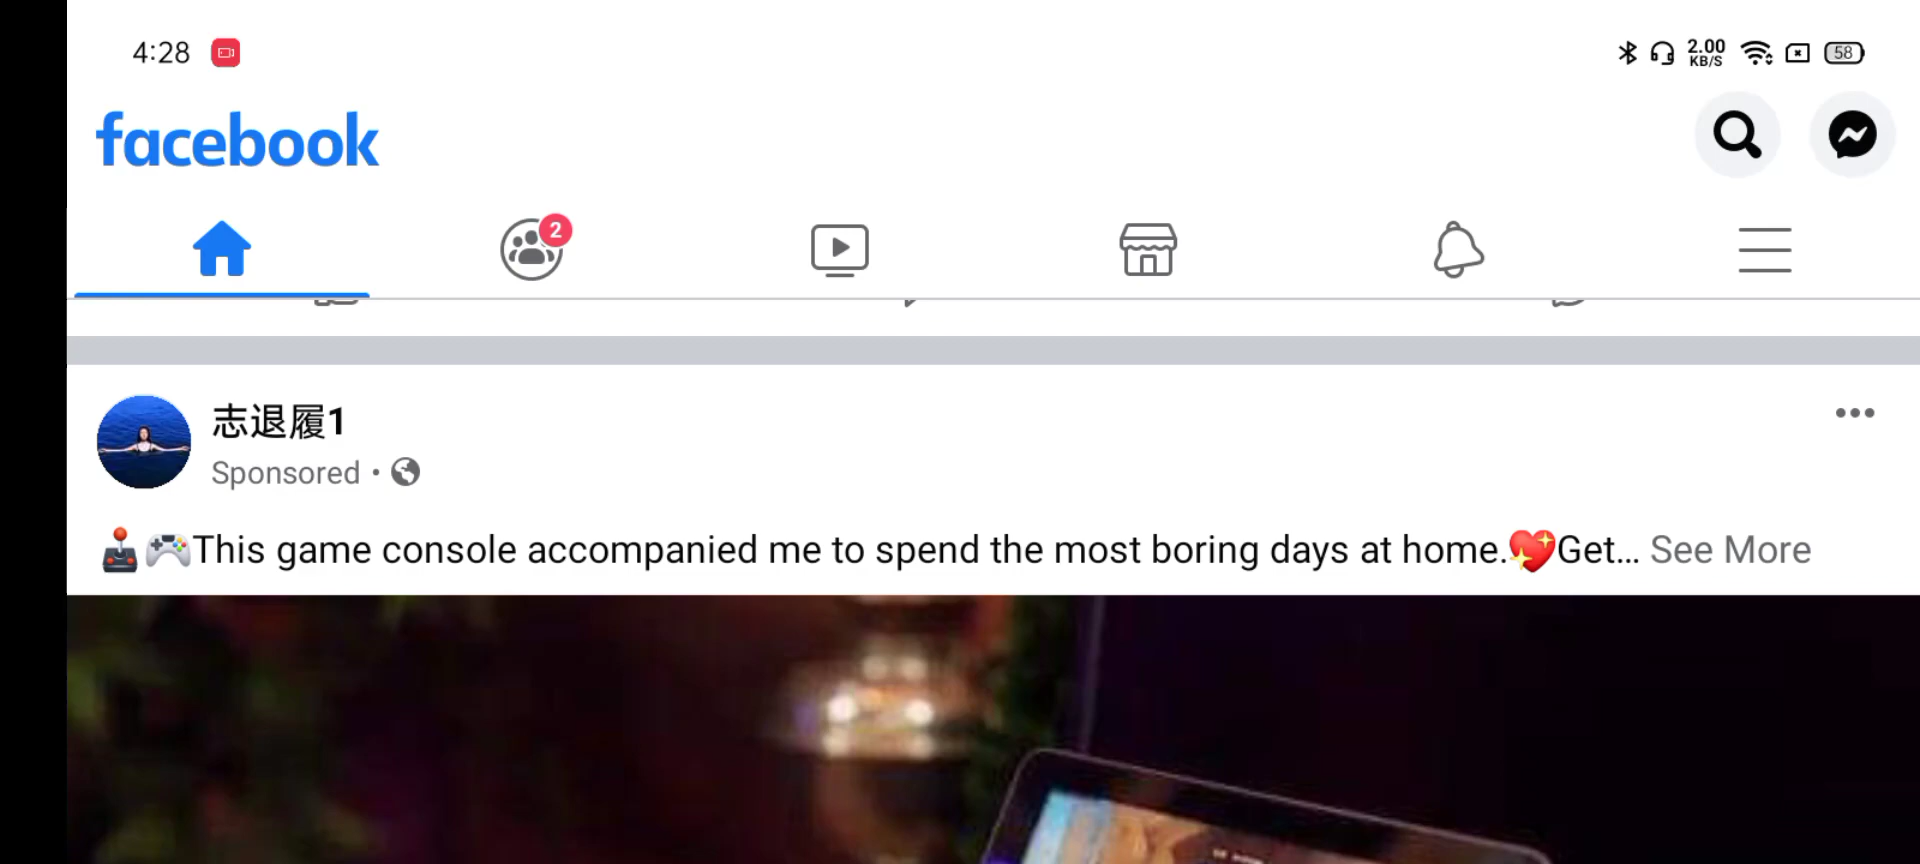 4:28 2.00 KB/S 58
facebook
2
志退履1
Sponsored •
🕹️🎮This game console accompanied me to spend the most boring days at home.💖Get... See More